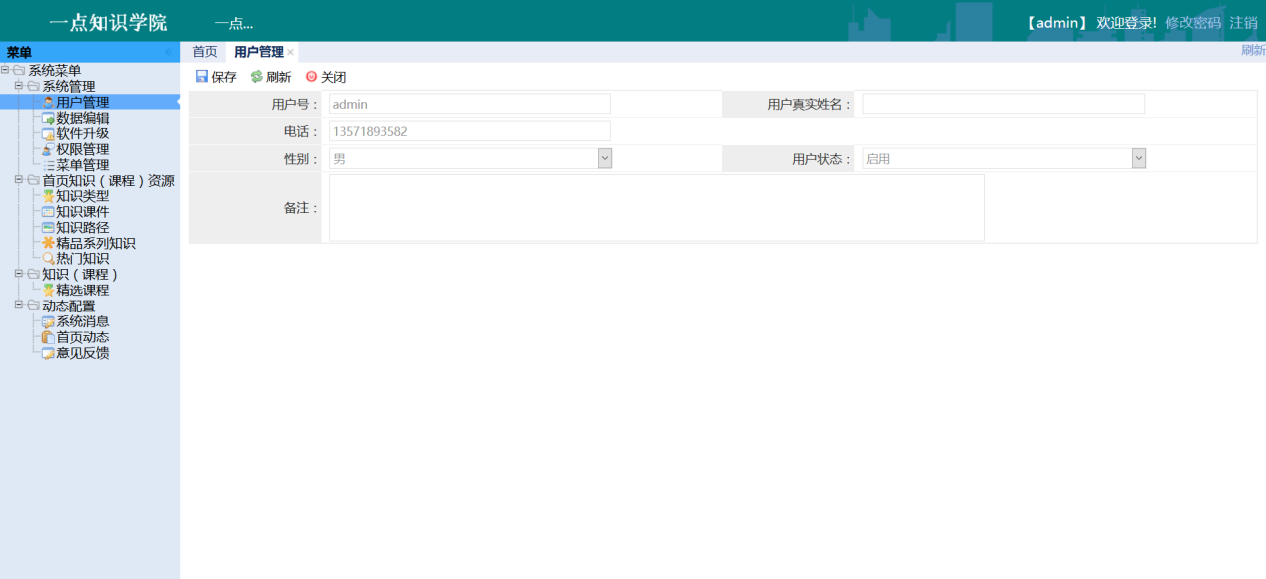 一点知识学院
一点...
【admin】 欢迎登录! 修改密码 注销
菜单
系统菜单
系统管理
用户管理
数据编辑
软件升级
权限管理
菜单管理
首页知识（课程）资源
知识类型
知识课件
知识路径
精品系列知识
热门知识
知识（课程）
精选课程
动态配置
系统消息
首页动态
意见反馈
首页 用户管理
刷新
保存 刷新 关闭
用户号： admin 用户真实姓名：
电话： 13571893582
性别： 男 用户状态： 启用
备注：